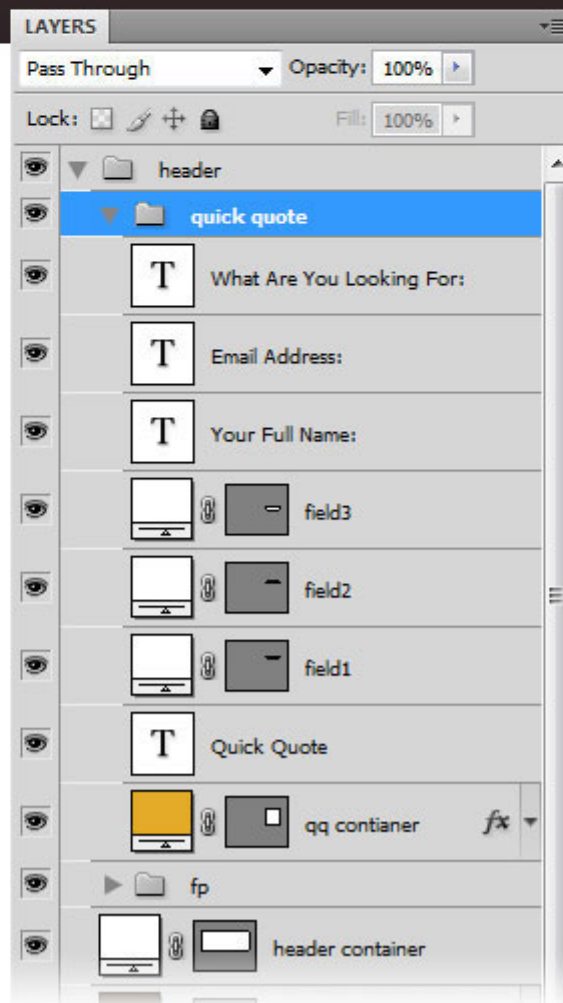 LAYERS
Pass Through Opacity: 100%
Lock: Fill: 100%
header
quick quote
T What Are You Looking For:
T Email Address:
T Your Full Name:
field3
field2
field1
T Quick Quote
qq contianer fx
fp
header container